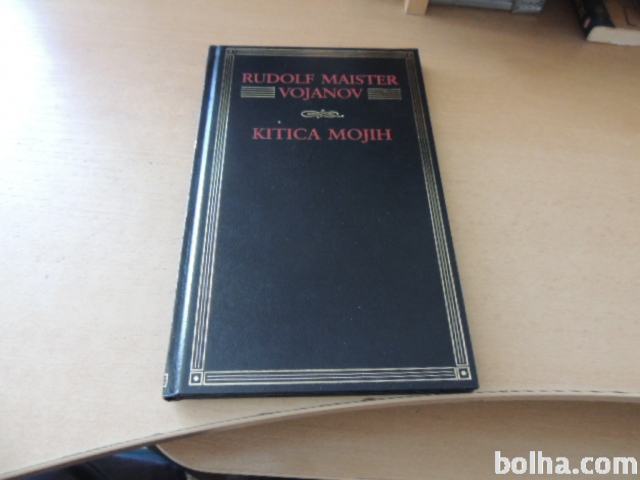 RUDOLF MAISTER
VOJANOV
KITICA MOJIH
bolha.com